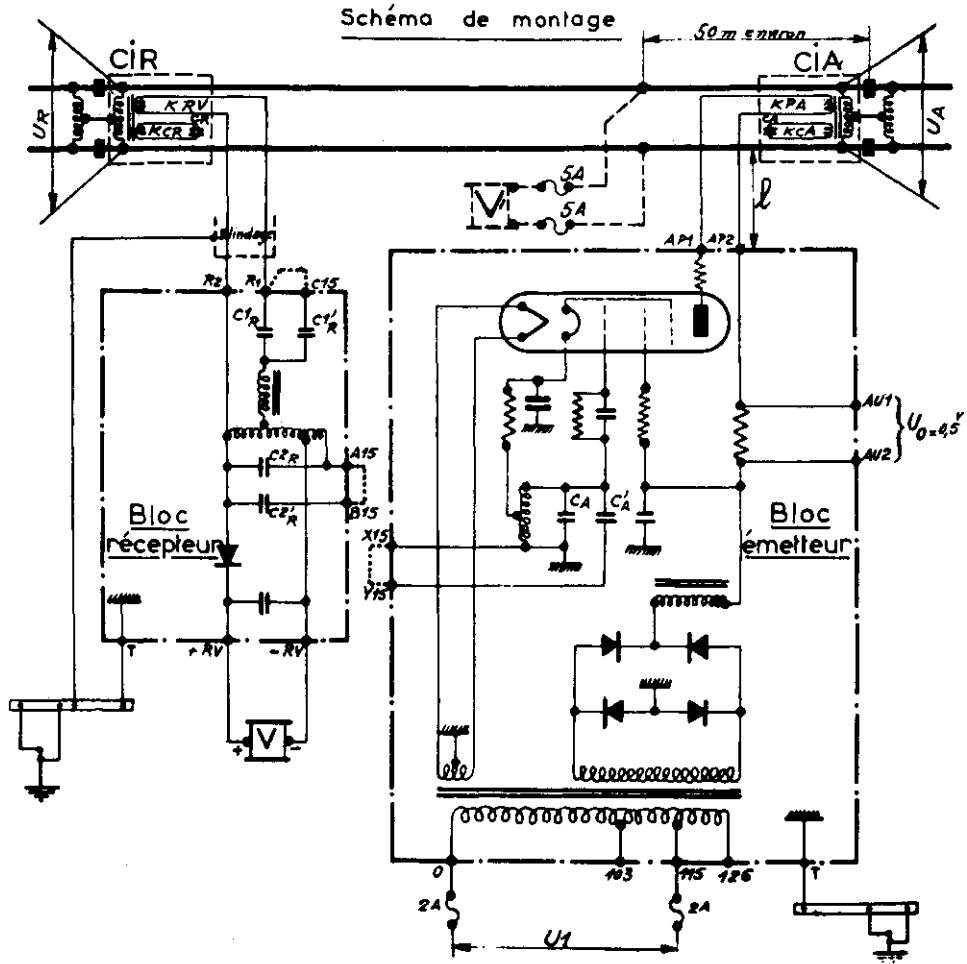 Schéma de montage
50m environ
CiR
CiA
UR
UA
KRV
CR
KCR
KPA
CA
KCA
5A
V
5A
l
Blindage
AP1 AP2
R2 R1 C15
C1R C1'R
AU1
U0=0,5V
AU2
C2R A15
C2'R B15
CA C'A
X15
Y15
Bloc
récepteur
Bloc
émetteur
T +RV -RV
+ V -
0 103 115 126 T
2A 2A
U1